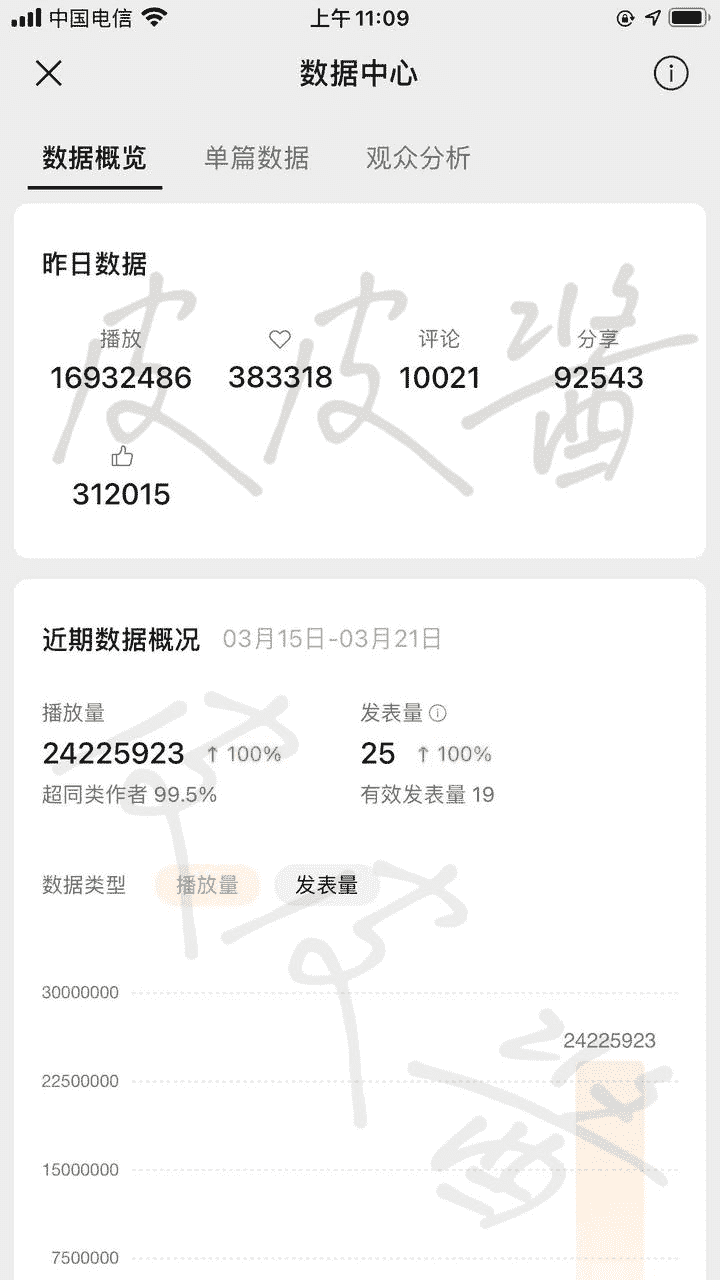 中国电信 上午11:09
数据中心
数据概览 单篇数据 观众分析
昨日数据
播放 评论 分享
16932486 383318 10021 92543
312015
皮皮酱
近期数据概况 03月15日-03月21日
播放量 发表量
24225923 ↑ 100% 25 ↑ 100%
超同类作者 99.5% 有效发表量 19
数据类型 播放量 发表量
30000000
24225923
22500000
15000000
7500000
皮皮酱